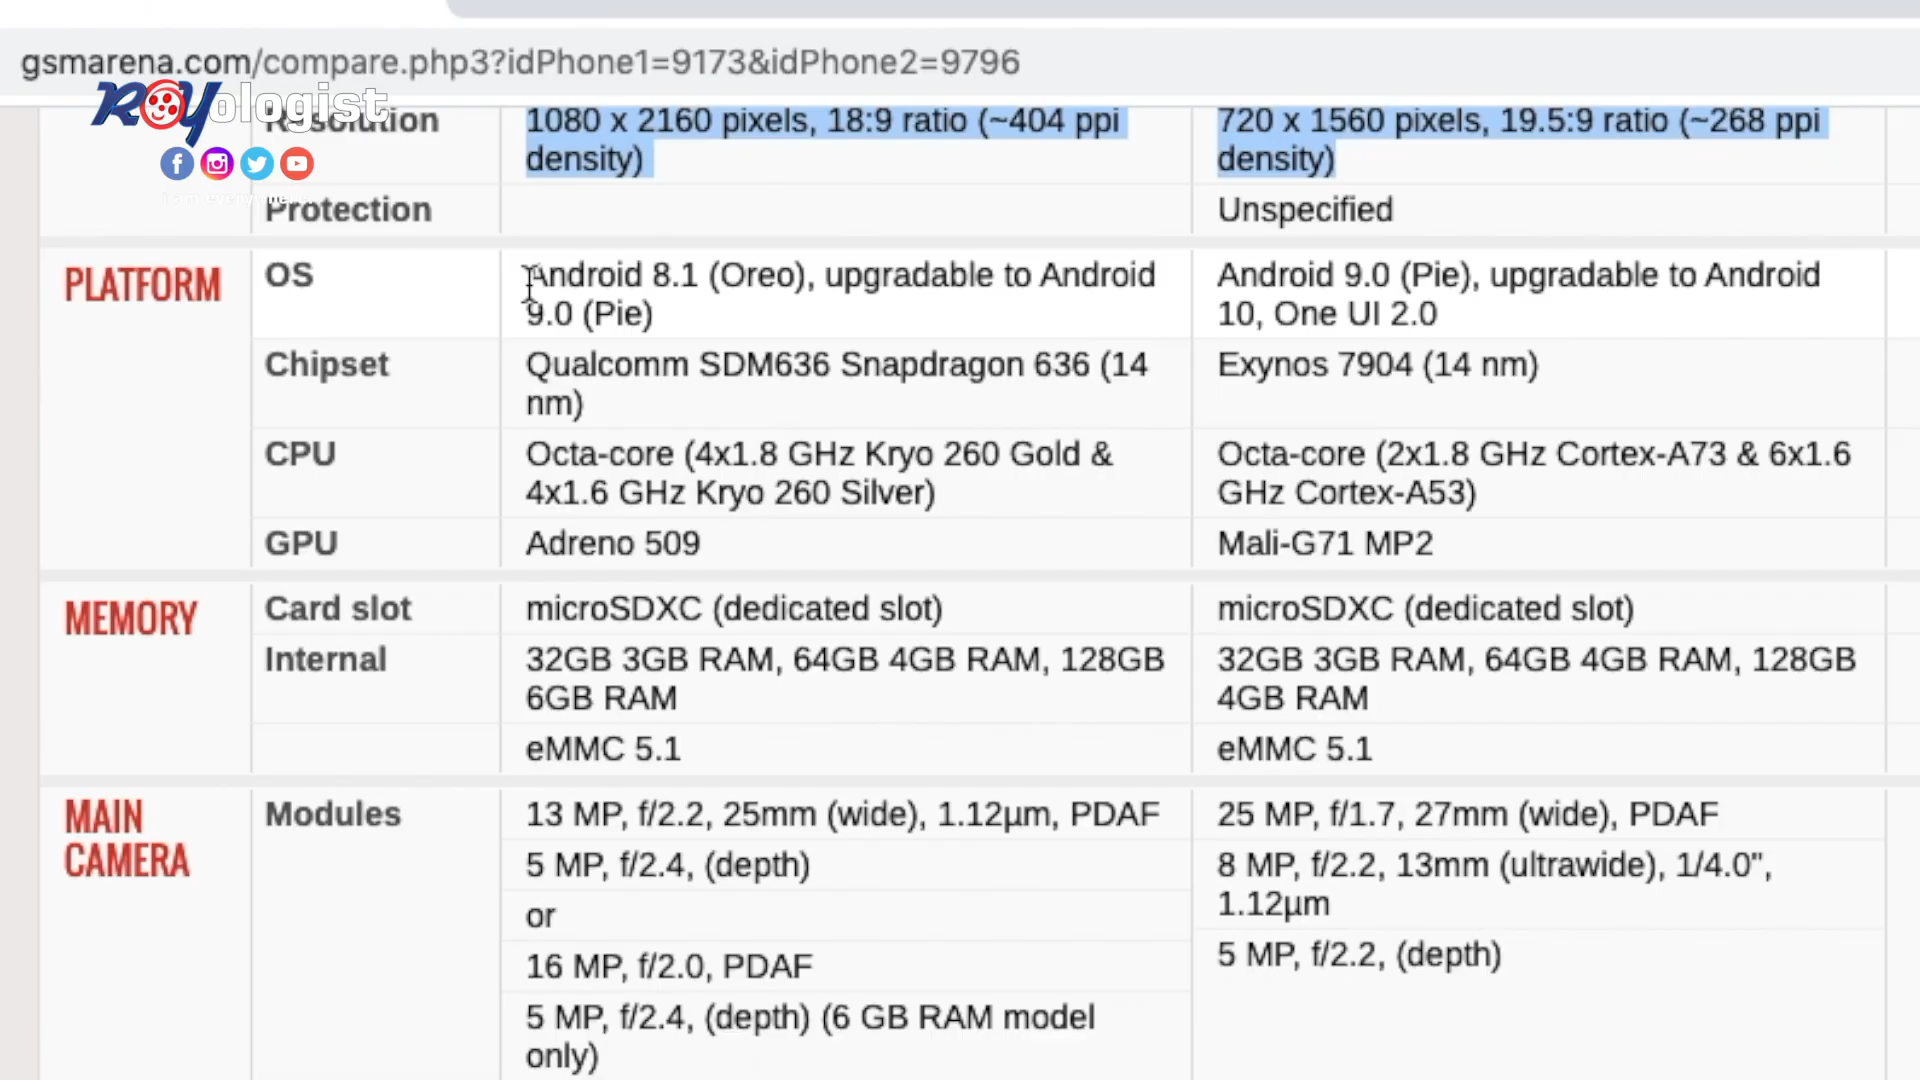 gsmarena.com/compare.php3?idPhone1=9173&idPhone2=9796
Royologist
Resolution
1080 x 2160 pixels, 18:9 ratio (~404 ppi
density)
720 x 1560 pixels, 19.5:9 ratio (~268 ppi
density)
Protection
Unspecified
PLATFORM
OS
Android 8.1 (Oreo), upgradable to Android
9.0 (Pie)
Android 9.0 (Pie), upgradable to Android
10, One UI 2.0
Chipset
Qualcomm SDM636 Snapdragon 636 (14
nm)
Exynos 7904 (14 nm)
CPU
Octa-core (4x1.8 GHz Kryo 260 Gold &
4x1.6 GHz Kryo 260 Silver)
Octa-core (2x1.8 GHz Cortex-A73 & 6x1.6
GHz Cortex-A53)
GPU
Adreno 509
Mali-G71 MP2
MEMORY
Card slot
microSDXC (dedicated slot)
microSDXC (dedicated slot)
Internal
32GB 3GB RAM, 64GB 4GB RAM, 128GB
6GB RAM
32GB 3GB RAM, 64GB 4GB RAM, 128GB
4GB RAM
eMMC 5.1
eMMC 5.1
MAIN
CAMERA
Modules
13 MP, f/2.2, 25mm (wide), 1.12µm, PDAF
5 MP, f/2.4, (depth)
or
16 MP, f/2.0, PDAF
5 MP, f/2.4, (depth) (6 GB RAM model
only)
25 MP, f/1.7, 27mm (wide), PDAF
8 MP, f/2.2, 13mm (ultrawide), 1/4.0",
1.12µm
5 MP, f/2.2, (depth)